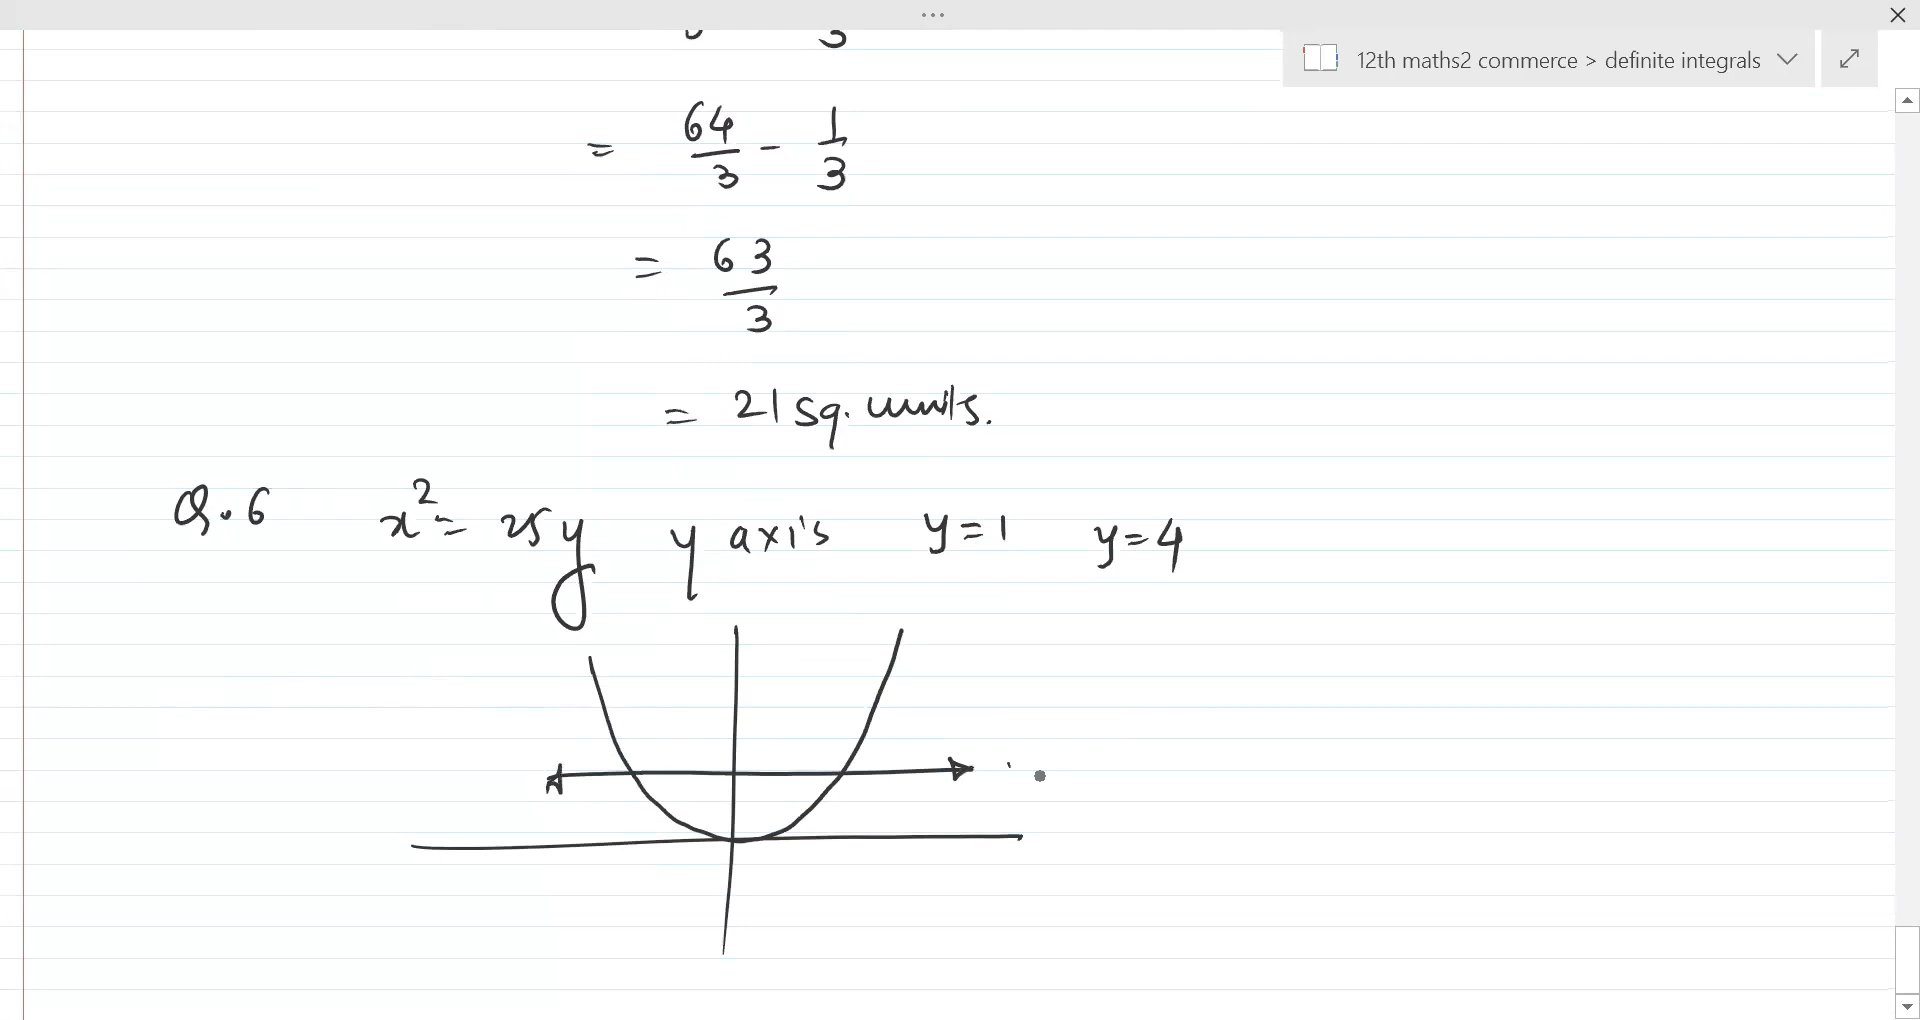 12th maths2 commerce > definite integrals
= 64/3 - 1/3
= 63/3
= 21 sq. units.
Q.6 x² = 25y y axis y=1 y=4